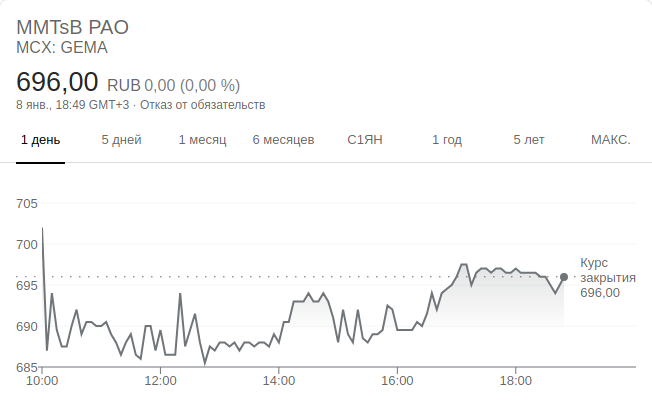 MMTsB PAO
MCX: GEMA
696,00 RUB 0,00 (0,00 %)
8 янв., 18:49 GMT+3 · Отказ от обязательств
1 день 5 дней 1 месяц 6 месяцев С1ЯН 1 год 5 лет МАКС.
705
700
695
690
685
Курс
закрытия
696,00
10:00 12:00 14:00 16:00 18:00